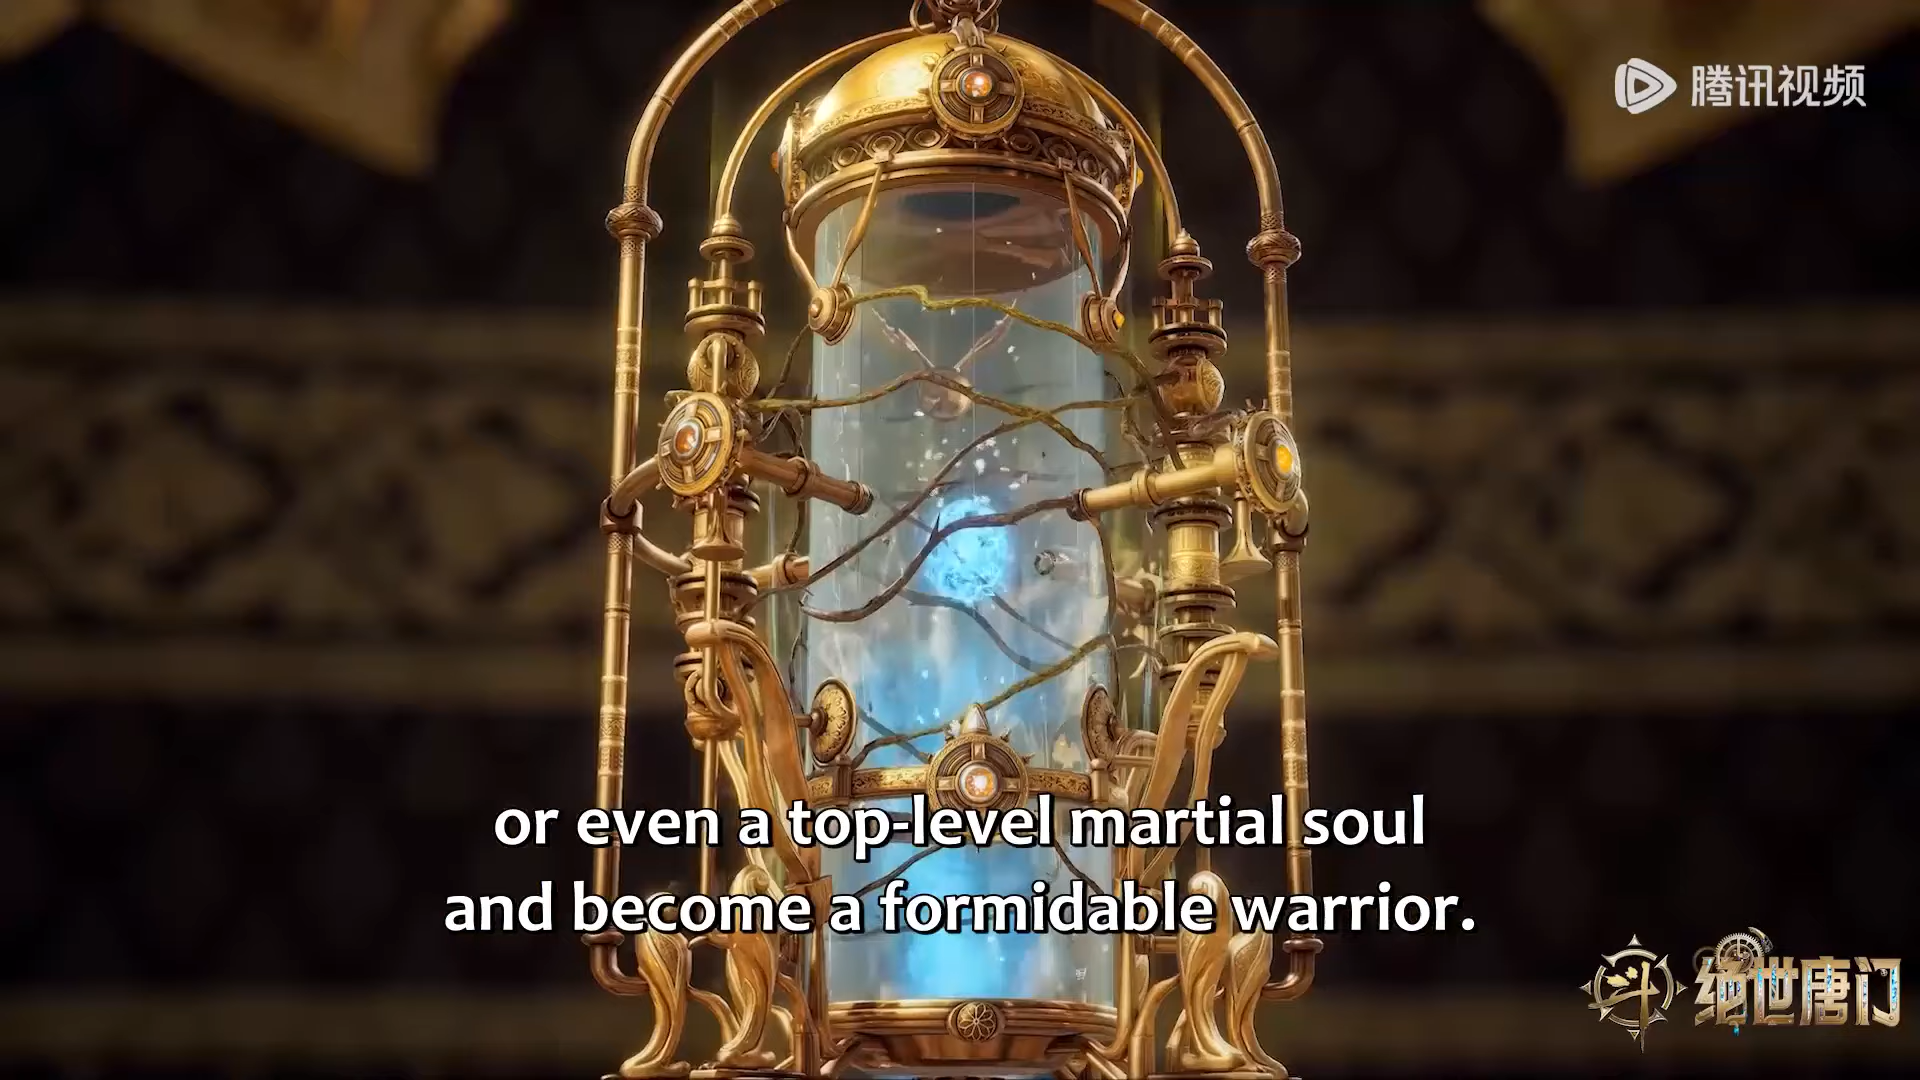 腾讯视频
or even a top-level martial soul
and become a formidable warrior.
斗 绝世唐门